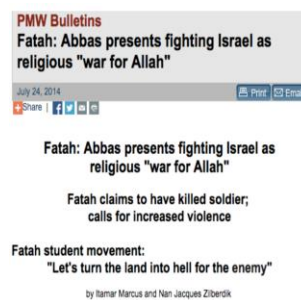 PMW Bulletins
Fatah: Abbas presents fighting Israel as
religious "war for Allah"
July 24, 2014
Print
Email
Share
Fatah: Abbas presents fighting Israel as
religious "war for Allah"
Fatah claims to have killed soldier;
calls for increased violence
Fatah student movement:
"Let's turn the land into hell for the enemy"
by Itamar Marcus and Nan Jacques Zilberdik